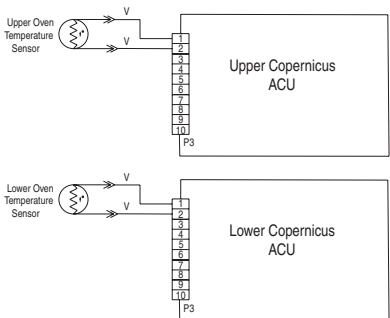 Upper Oven
Temperature
Sensor
V
V
1
2
3
4
5
6
7
8
9
10
P3
Upper Copernicus
ACU
Lower Oven
Temperature
Sensor
V
V
1
2
3
4
5
6
7
8
9
10
P3
Lower Copernicus
ACU